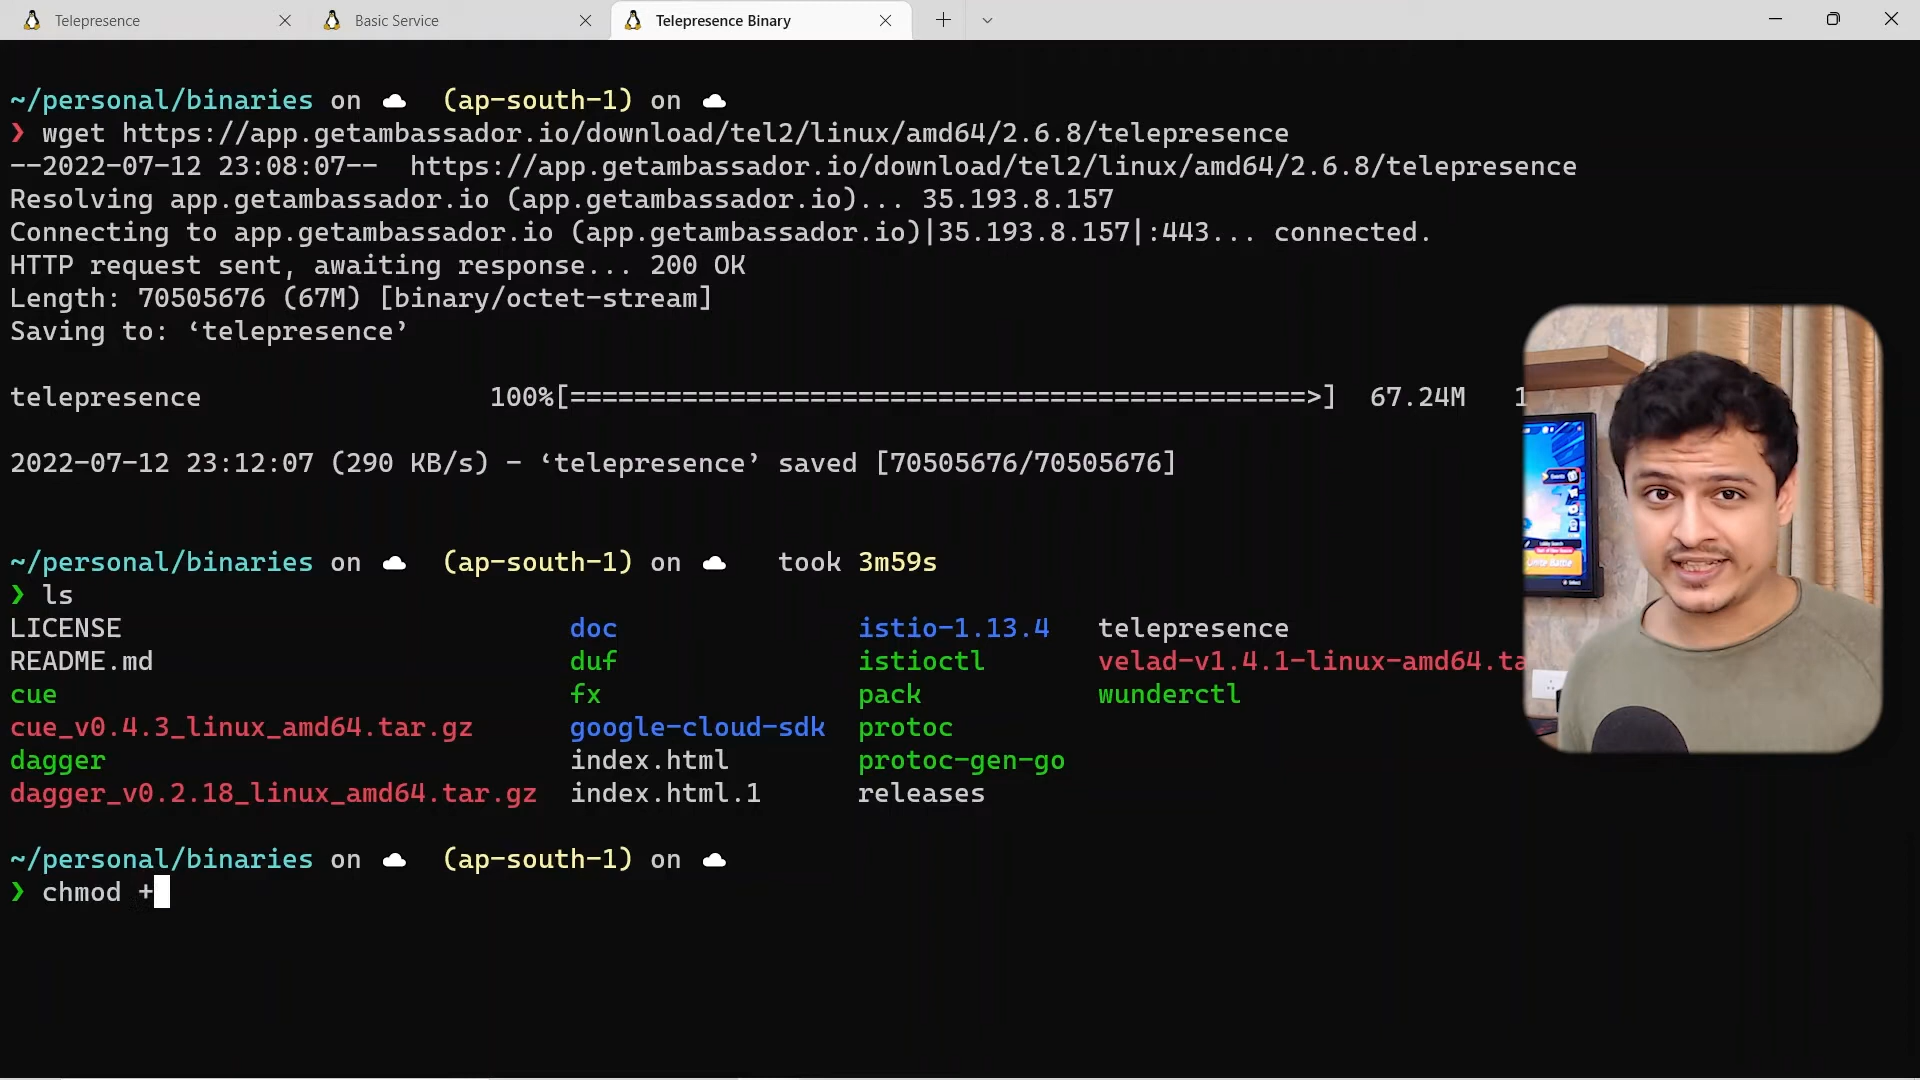 Telepresence
Basic Service
Telepresence Binary
~/personal/binaries on (ap-south-1) on
❯ wget https://app.getambassador.io/download/tel2/linux/amd64/2.6.8/telepresence
--2022-07-12 23:08:07-- https://app.getambassador.io/download/tel2/linux/amd64/2.6.8/telepresence
Resolving app.getambassador.io (app.getambassador.io)... 35.193.8.157
Connecting to app.getambassador.io (app.getambassador.io)|35.193.8.157|:443... connected.
HTTP request sent, awaiting response... 200 OK
Length: 70505676 (67M) [binary/octet-stream]
Saving to: ‘telepresence’
telepresence 100%[==============================================>] 67.24M 1
2022-07-12 23:12:07 (290 KB/s) - ‘telepresence’ saved [70505676/70505676]
~/personal/binaries on (ap-south-1) on took 3m59s
❯ ls
LICENSE doc istio-1.13.4 telepresence
README.md duf istioctl velad-v1.4.1-linux-amd64.ta
cue fx pack wunderctl
cue_v0.4.3_linux_amd64.tar.gz google-cloud-sdk protoc
dagger index.html protoc-gen-go
dagger_v0.2.18_linux_amd64.tar.gz index.html.1 releases
~/personal/binaries on (ap-south-1) on
❯ chmod +